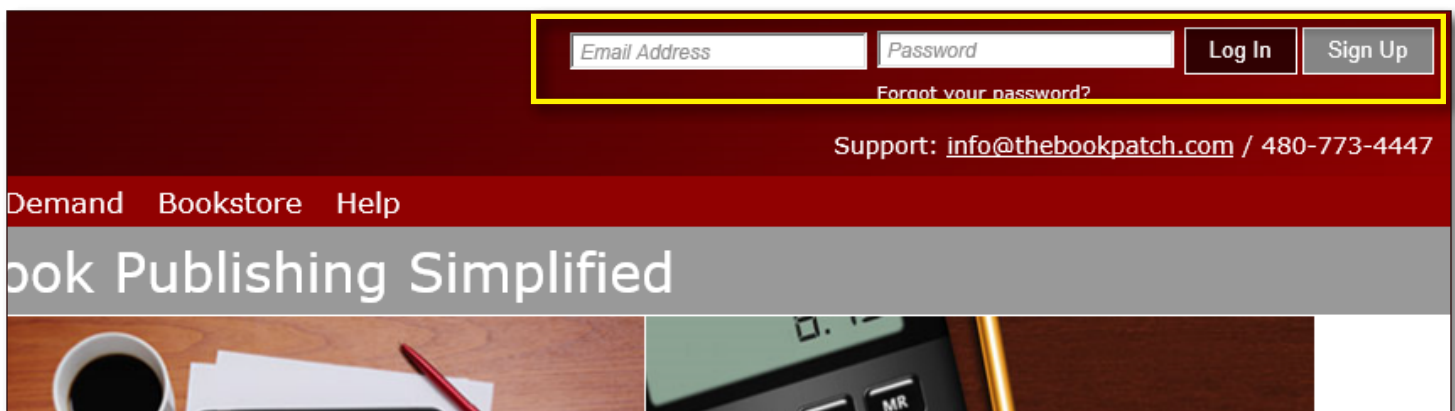 Email Address Password Log In Sign Up
Forgot your password?
Support: info@thebookpatch.com / 480-773-4447
Demand Bookstore Help
ook Publishing Simplified
MR